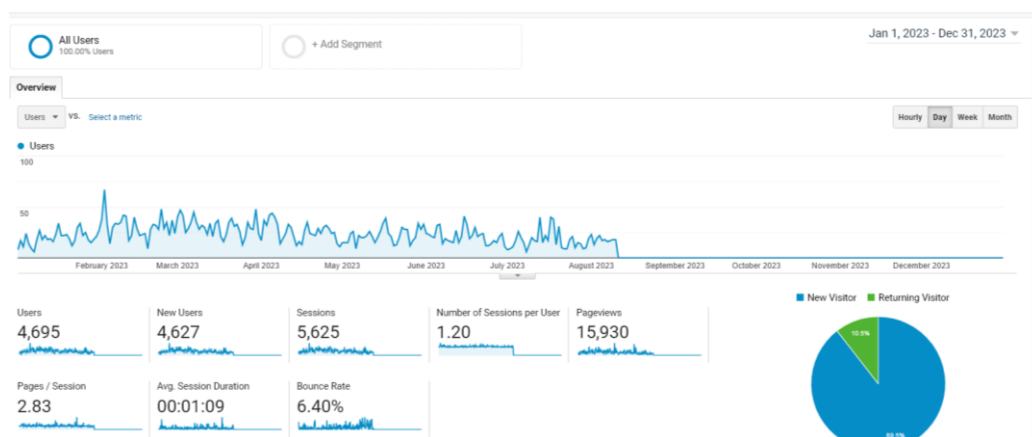 All Users
100.00% Users
+ Add Segment
Jan 1, 2023 - Dec 31, 2023
Overview
Users VS. Select a metric
Hourly Day Week Month
Users
100
50
February 2023 March 2023 April 2023 May 2023 June 2023 July 2023 August 2023 September 2023 October 2023 November 2023 December 2023
New Visitor Returning Visitor
Users New Users Sessions Number of Sessions per User Pageviews
4,695 4,627 5,625 1.20 15,930
10.5%
Pages / Session Avg. Session Duration Bounce Rate
2.83 00:01:09 6.40%